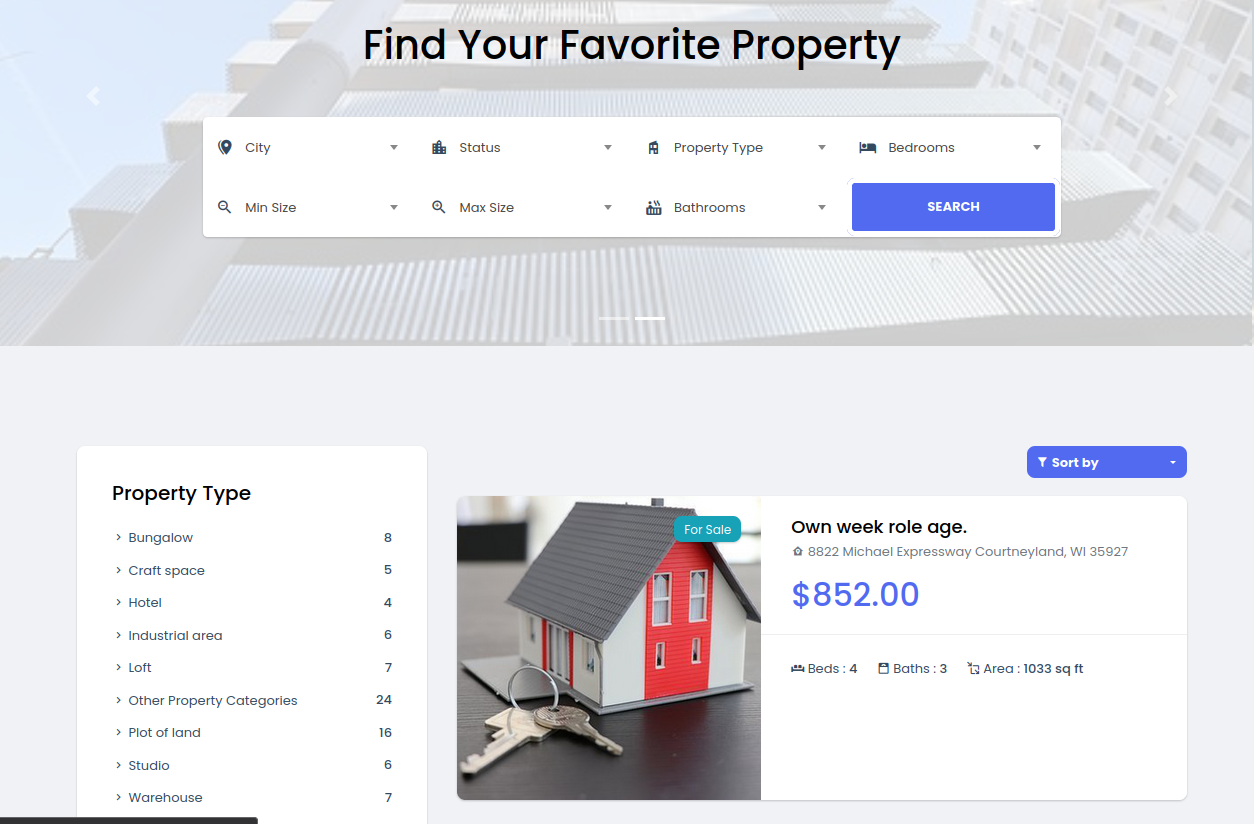 Find Your Favorite Property
City Status Property Type Bedrooms
Min Size Max Size Bathrooms SEARCH
Property Type
Bungalow 8
Craft space 5
Hotel 4
Industrial area 6
Loft 7
Other Property Categories 24
Plot of land 16
Studio 6
Warehouse 7
Sort by
For Sale
Own week role age.
8822 Michael Expressway Courtneyland, WI 35927
$852.00
Beds : 4 Baths : 3 Area : 1033 sq ft